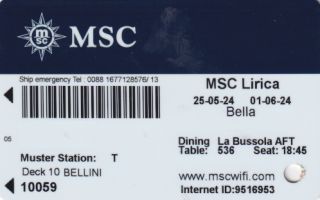 MSC
MSC
Ship emergency Tel : 0088 1677128576/ 13
MSC Lirica
25-05-24 01-06-24
Bella
05
Dining La Bussola AFT
Table: 536 Seat: 18:45
Muster Station: T
Deck 10 BELLINI
10059
www.mscwifi.com
Internet ID:9516953